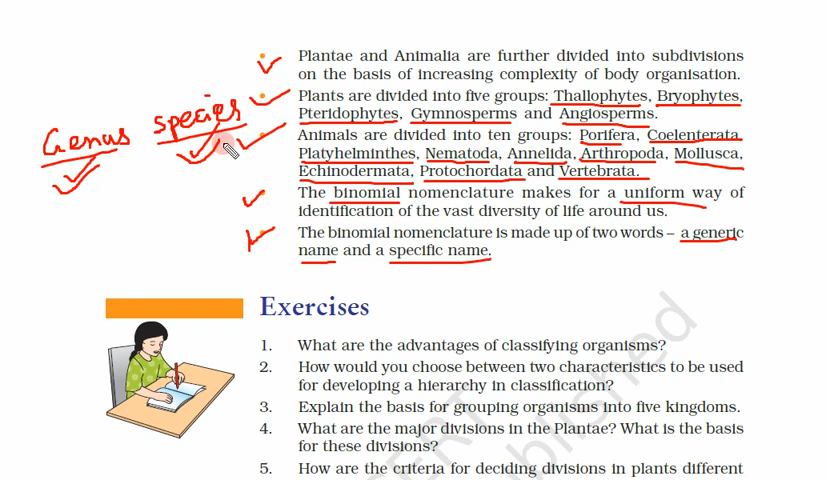 Plantae and Animalia are further divided into subdivisions
on the basis of increasing complexity of body organisation.
Plants are divided into five groups: Thallophytes, Bryophytes,
Pteridophytes, Gymnosperms and Angiosperms.
Genus species
Animals are divided into ten groups: Porifera, Coelenterata,
Platyhelminthes, Nematoda, Annelida, Arthropoda, Mollusca,
Echinodermata, Protochordata and Vertebrata.
The binomial nomenclature makes for a uniform way of
identification of the vast diversity of life around us.
The binomial nomenclature is made up of two words – a generic
name and a specific name.
Exercises
1. What are the advantages of classifying organisms?
2. How would you choose between two characteristics to be used
for developing a hierarchy in classification?
3. Explain the basis for grouping organisms into five kingdoms.
4. What are the major divisions in the Plantae? What is the basis
for these divisions?
5. How are the criteria for deciding divisions in plants different